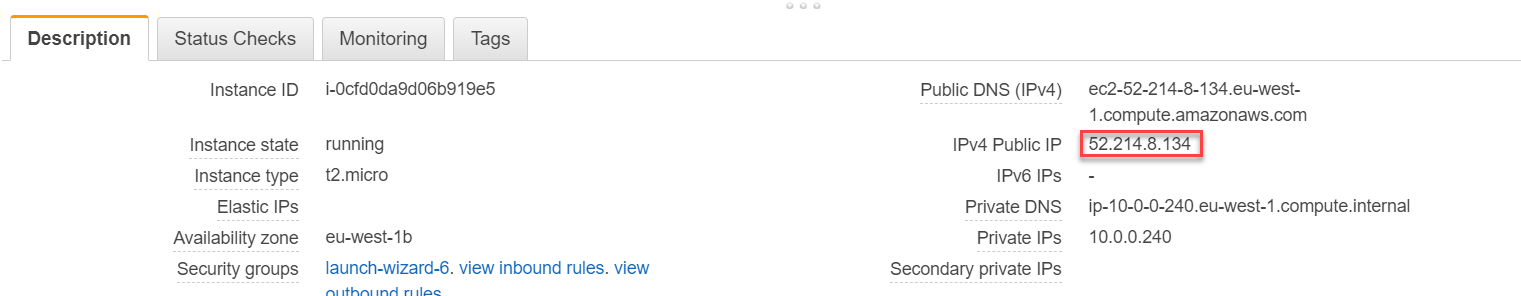 Description Status Checks Monitoring Tags
Instance ID i-0cfd0da9d06b919e5
Instance state running
Instance type t2.micro
Elastic IPs
Availability zone eu-west-1b
Security groups launch-wizard-6. view inbound rules. view
outbound rules
Public DNS (IPv4) ec2-52-214-8-134.eu-west-
1.compute.amazonaws.com
IPv4 Public IP 52.214.8.134
IPv6 IPs -
Private DNS ip-10-0-0-240.eu-west-1.compute.internal
Private IPs 10.0.0.240
Secondary private IPs